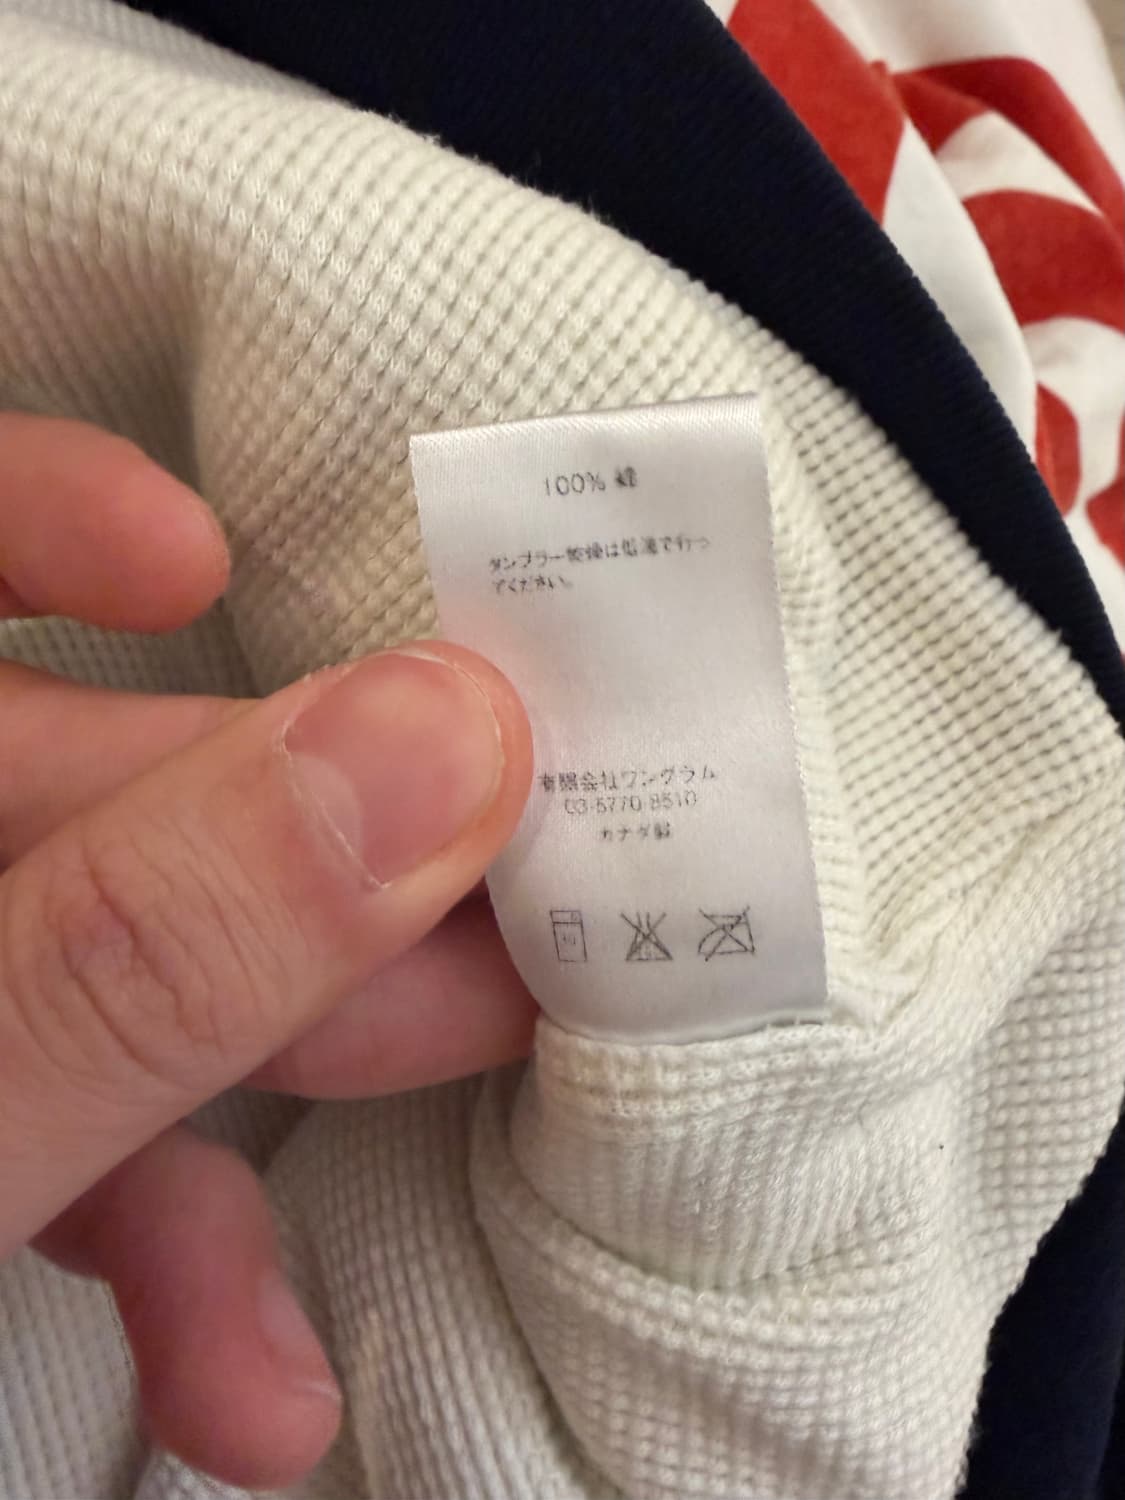 100% 綿
タンブラー乾燥は低温で行っ
てください。
有限会社ワングラム
03-5770 8510
カナダ製
40